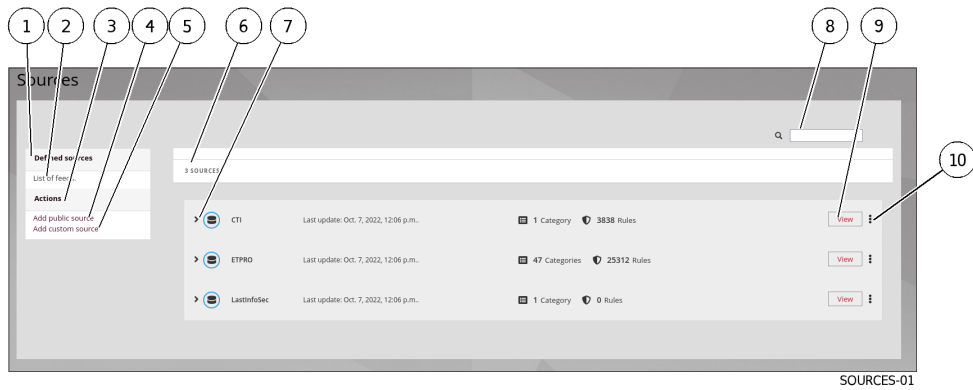 1 2 3 4 5 6 7 8 9
Sources
Defined sources
List of feer...
Actions
Add public source
Add custom source
3 SOURCES
10
CTI Last update: Oct. 7, 2022, 12:06 p.m.. 1 Category 3838 Rules View
ETPRO Last update: Oct. 7, 2022, 12:06 p.m.. 47 Categories 25312 Rules View
LastInfoSec Last update: Oct. 7, 2022, 12:06 p.m.. 1 Category 0 Rules View
SOURCES-01